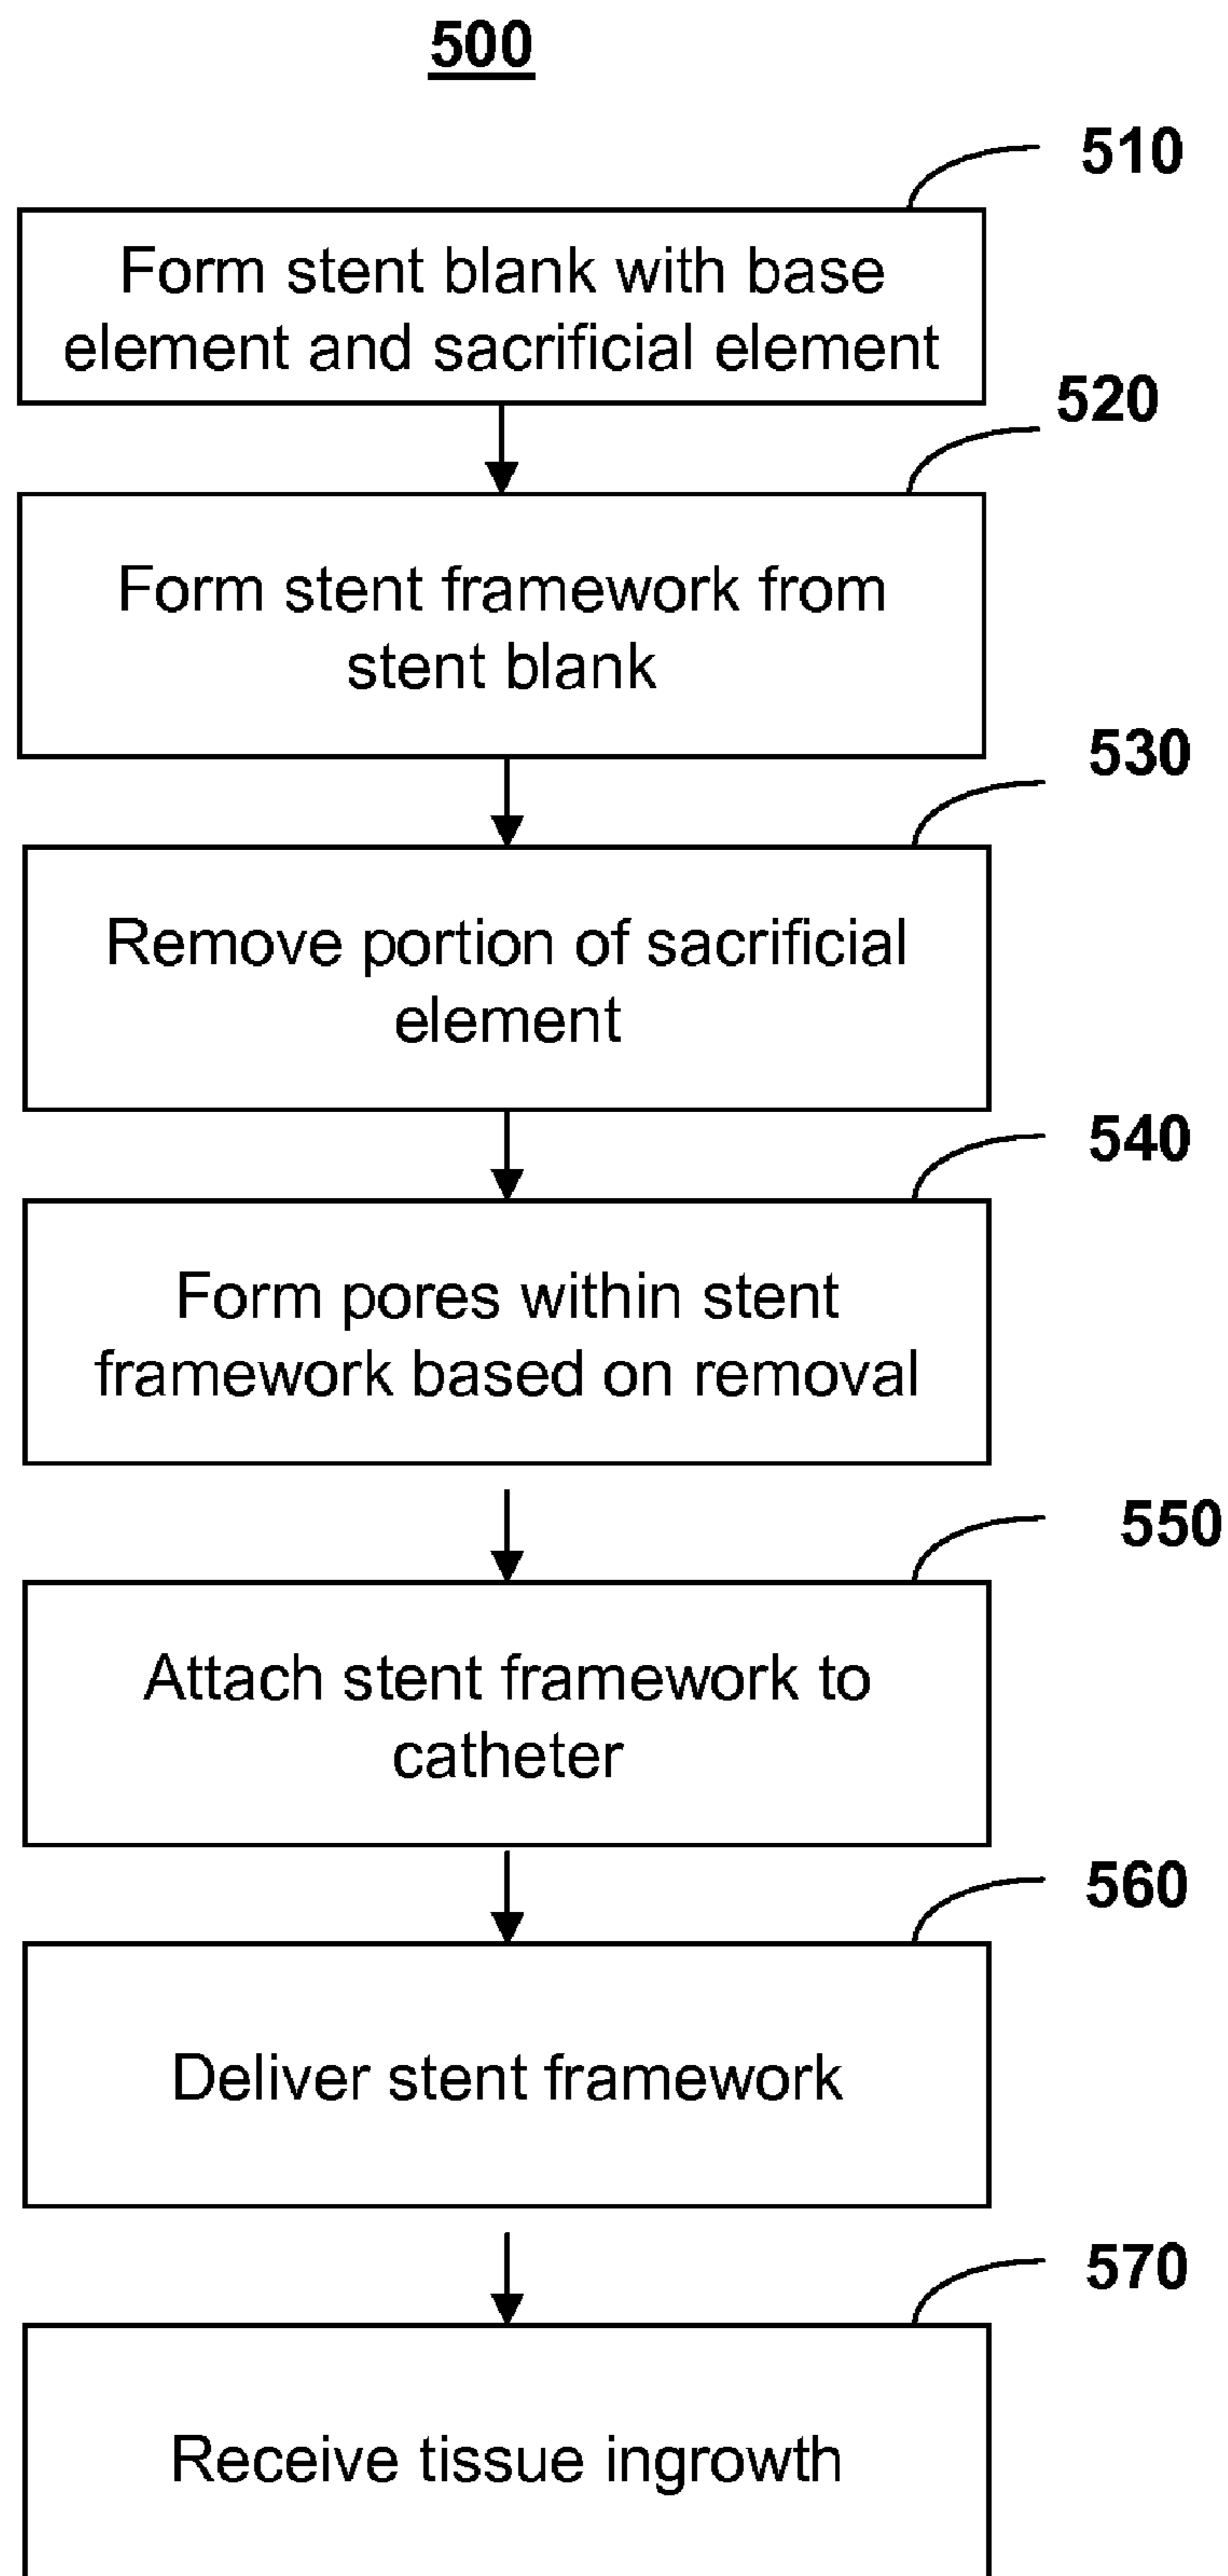 500
510
Form stent blank with base
element and sacrificial element
520
Form stent framework from
stent blank
530
Remove portion of sacrificial
element
540
Form pores within stent
framework based on removal
550
Attach stent framework to
catheter
560
Deliver stent framework
570
Receive tissue ingrowth